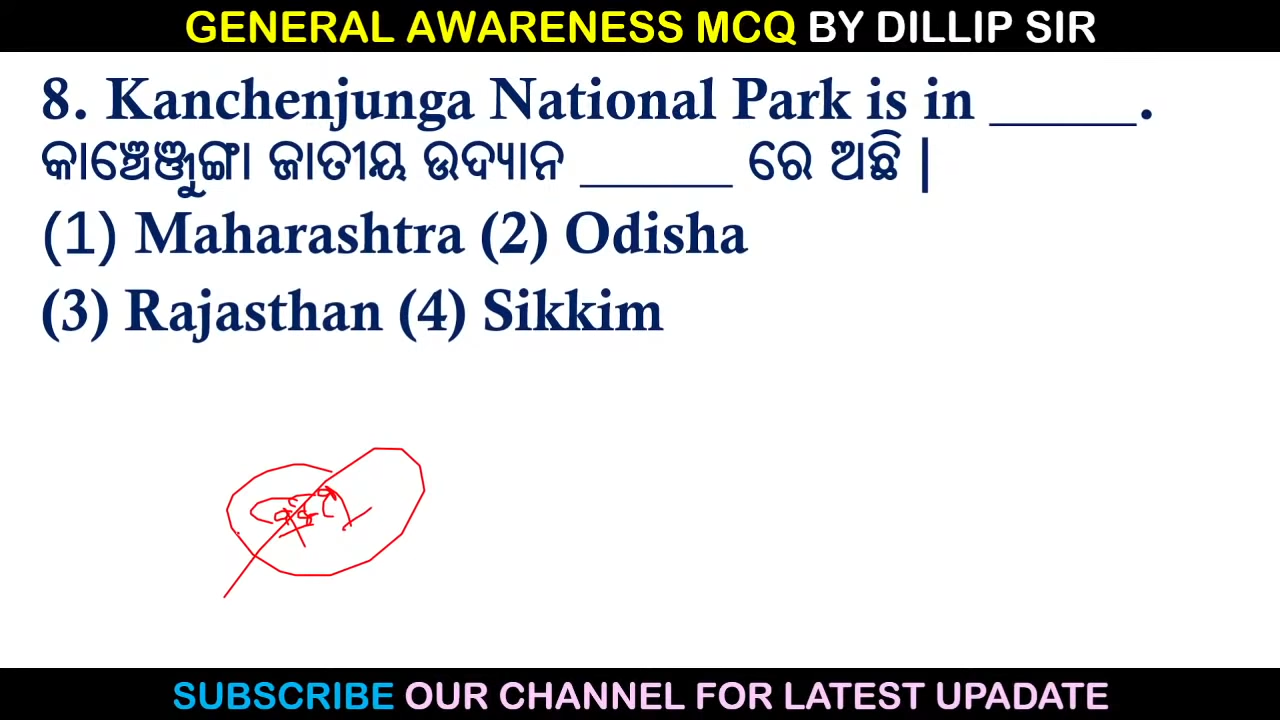 GENERAL AWARENESS MCQ BY DILLIP SIR
8. Kanchenjunga National Park is in _____.
କାଞ୍ଚେଞ୍ଜୁଙ୍ଗା ଜାତୀୟ ଉଦ୍ୟାନ ______ ରେ ଅଛି |
(1) Maharashtra (2) Odisha
(3) Rajasthan (4) Sikkim
SUBSCRIBE OUR CHANNEL FOR LATEST UPADATE